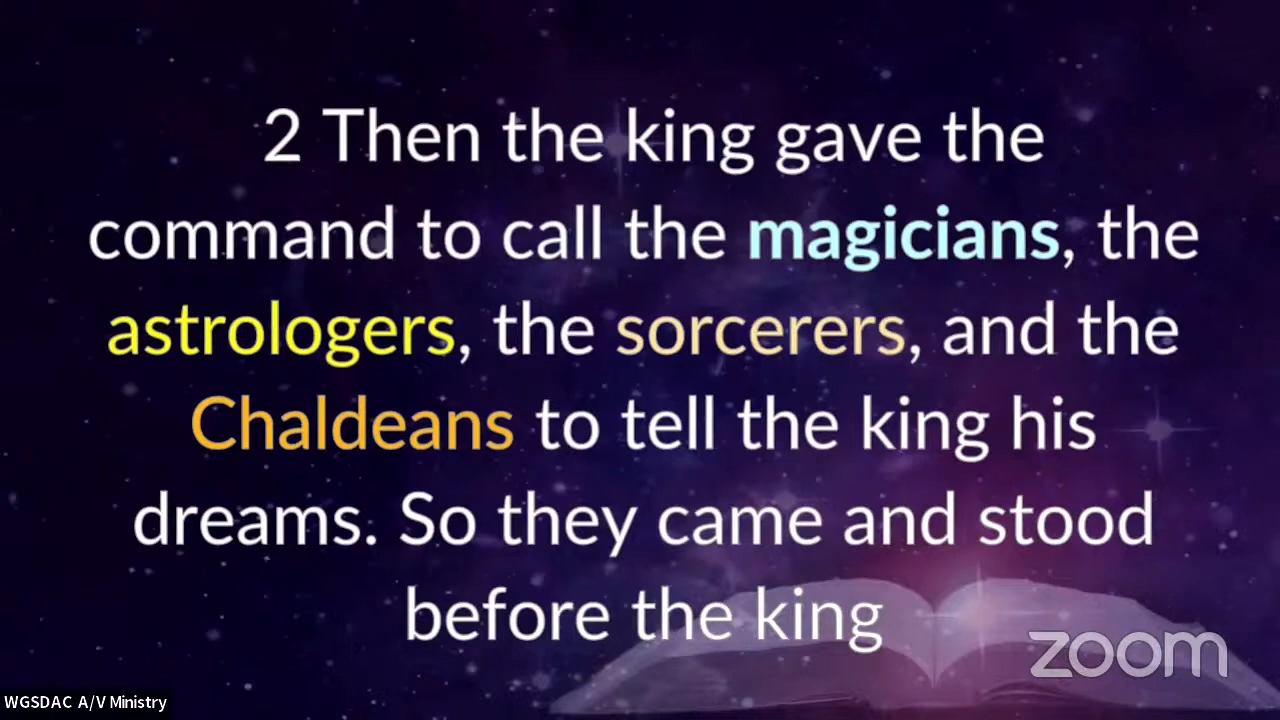 2 Then the king gave the
command to call the magicians, the
astrologers, the sorcerers, and the
Chaldeans to tell the king his
dreams. So they came and stood
before the king
zoom
WGSDAC A/V Ministry